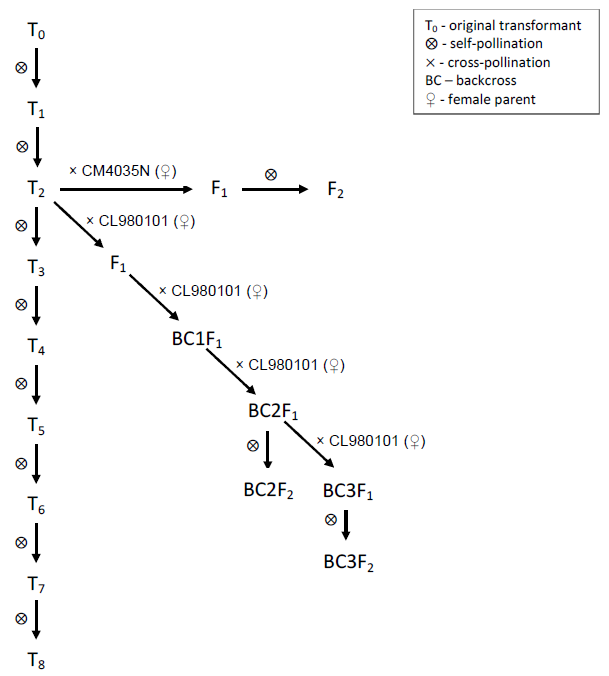 T₀ - original transformant
⊗ - self-pollination
× - cross-pollination
BC – backcross
♀ - female parent
T₀
⊗
T₁
⊗
T₂
× CM4035N (♀)
F₁
⊗
F₂
⊗
× CL980101 (♀)
T₃
F₁
⊗
× CL980101 (♀)
T₄
BC1F₁
⊗
× CL980101 (♀)
T₅
BC2F₁
⊗
⊗
× CL980101 (♀)
T₆
BC2F₂
BC3F₁
⊗
⊗
BC3F₂
T₇
⊗
T₈